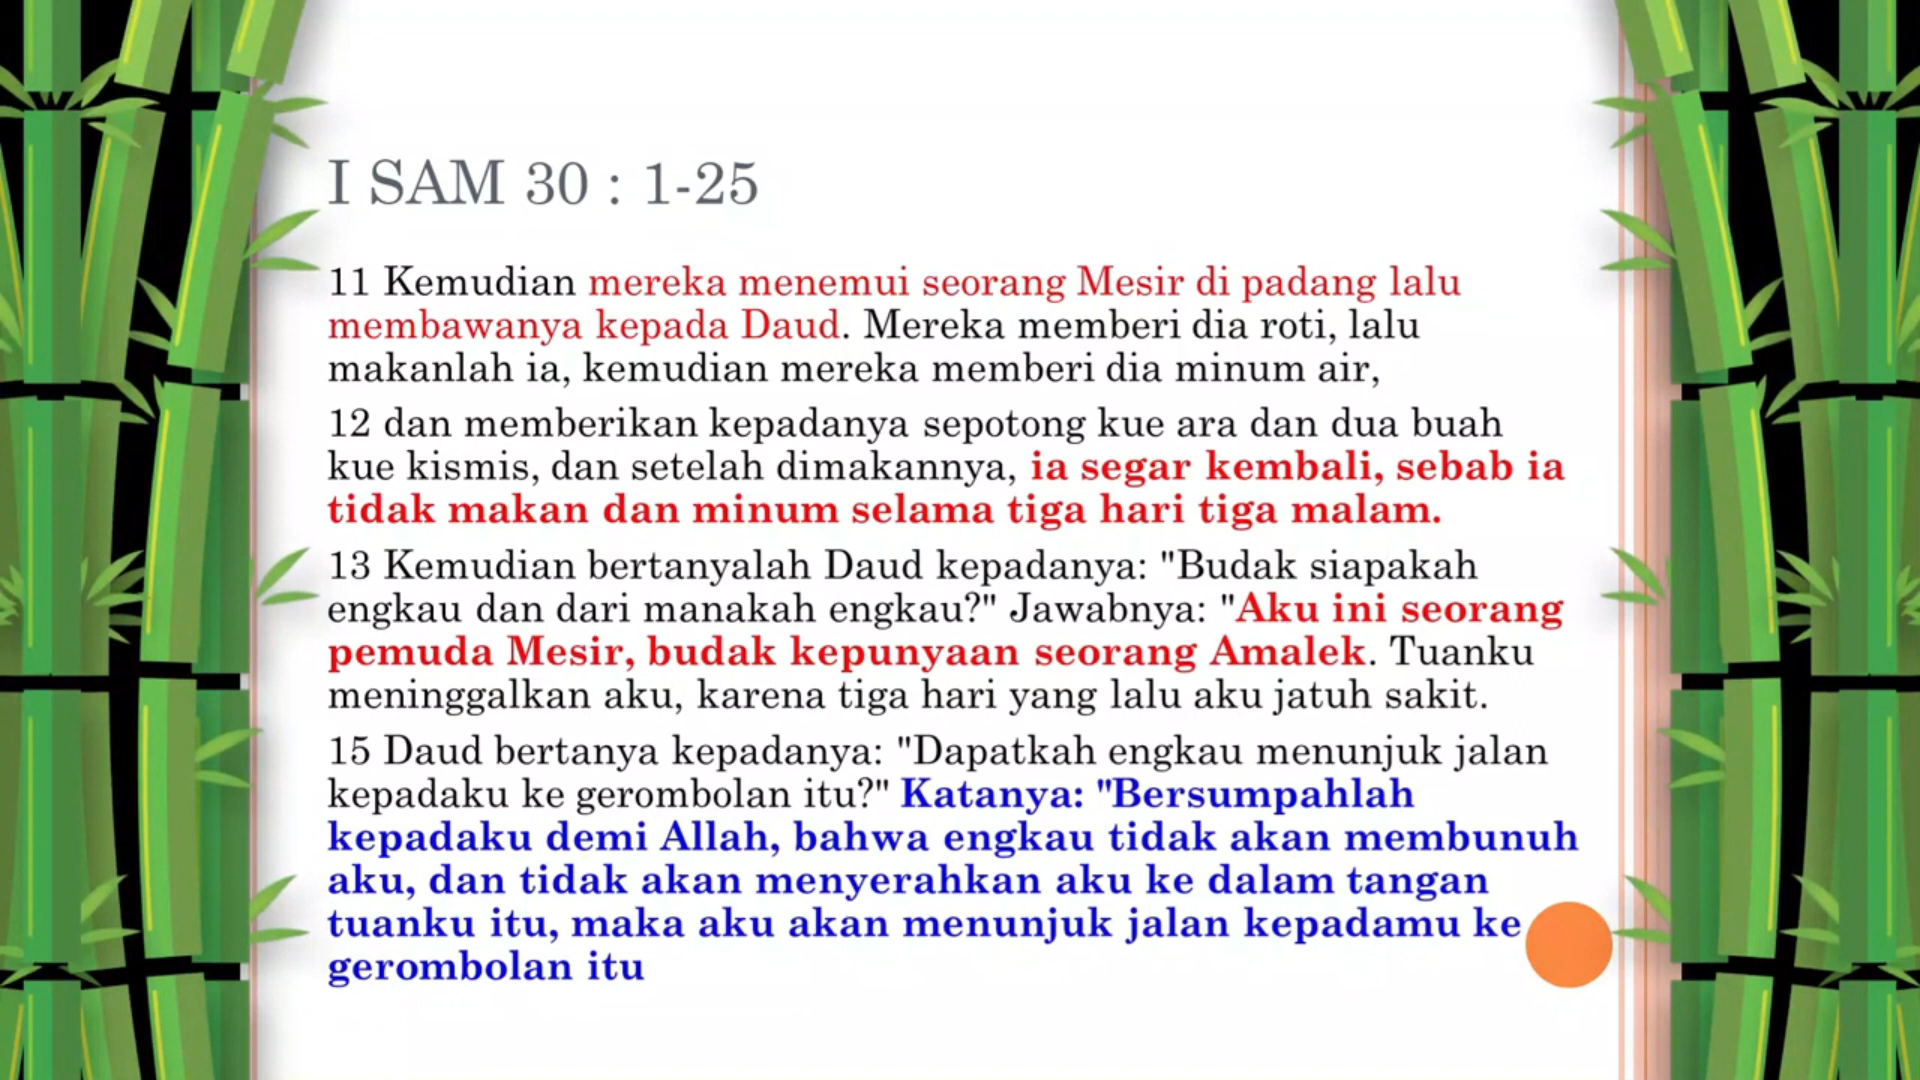 I SAM 30 : 1-25
11 Kemudian mereka menemui seorang Mesir di padang lalu
membawanya kepada Daud. Mereka memberi dia roti, lalu
makanlah ia, kemudian mereka memberi dia minum air,
12 dan memberikan kepadanya sepotong kue ara dan dua buah
kue kismis, dan setelah dimakannya, ia segar kembali, sebab ia
tidak makan dan minum selama tiga hari tiga malam.
13 Kemudian bertanyalah Daud kepadanya: "Budak siapakah
engkau dan dari manakah engkau?" Jawabnya: "Aku ini seorang
pemuda Mesir, budak kepunyaan seorang Amalek. Tuanku
meninggalkan aku, karena tiga hari yang lalu aku jatuh sakit.
15 Daud bertanya kepadanya: "Dapatkah engkau menunjuk jalan
kepadaku ke gerombolan itu?" Katanya: "Bersumpahlah
kepadaku demi Allah, bahwa engkau tidak akan membunuh
aku, dan tidak akan menyerahkan aku ke dalam tangan
tuanku itu, maka aku akan menunjuk jalan kepadamu ke
gerombolan itu